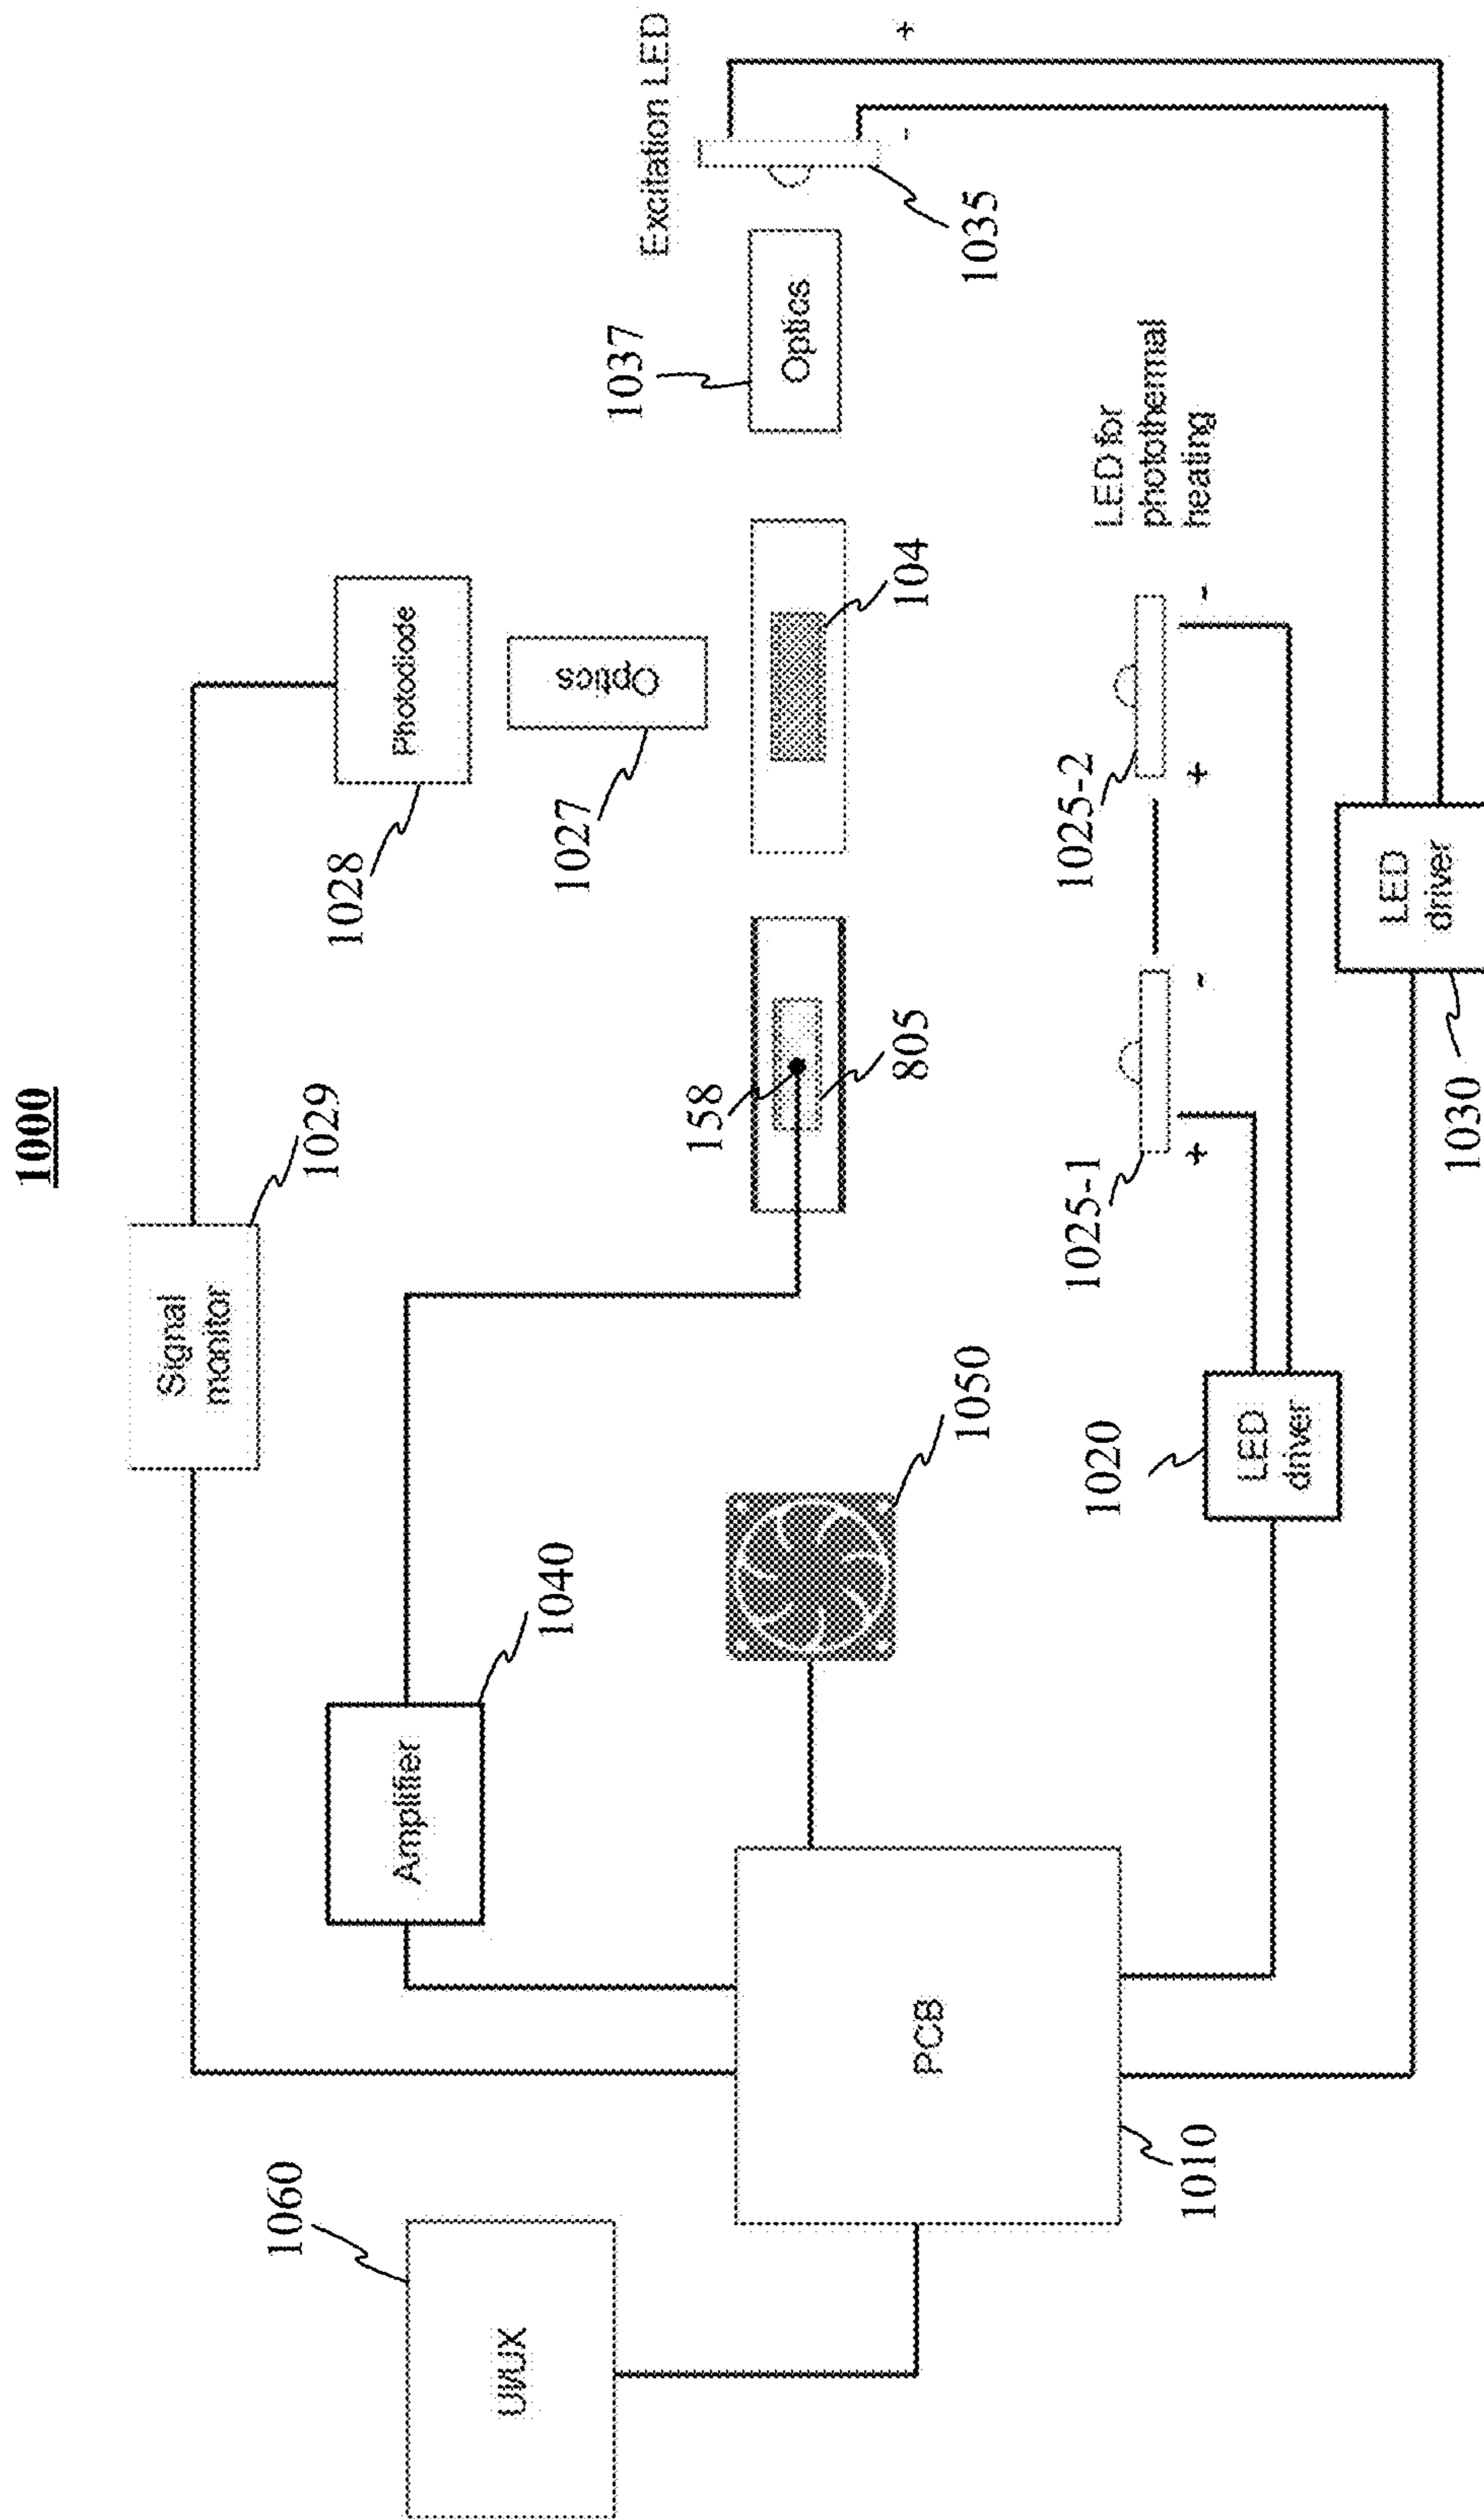 1000
Signal
monitor
1029
Photodiode
1028
Optics
1027
Excitation LED
+
-
1035
1037
Optics
104
158
805
Amplifier
1040
1050
UI/UX
1060
PCB
1010
1025-1
+
-
1025-2
+
-
LED for
photothermal
heating
1020
LED
driver
LED
driver
1030